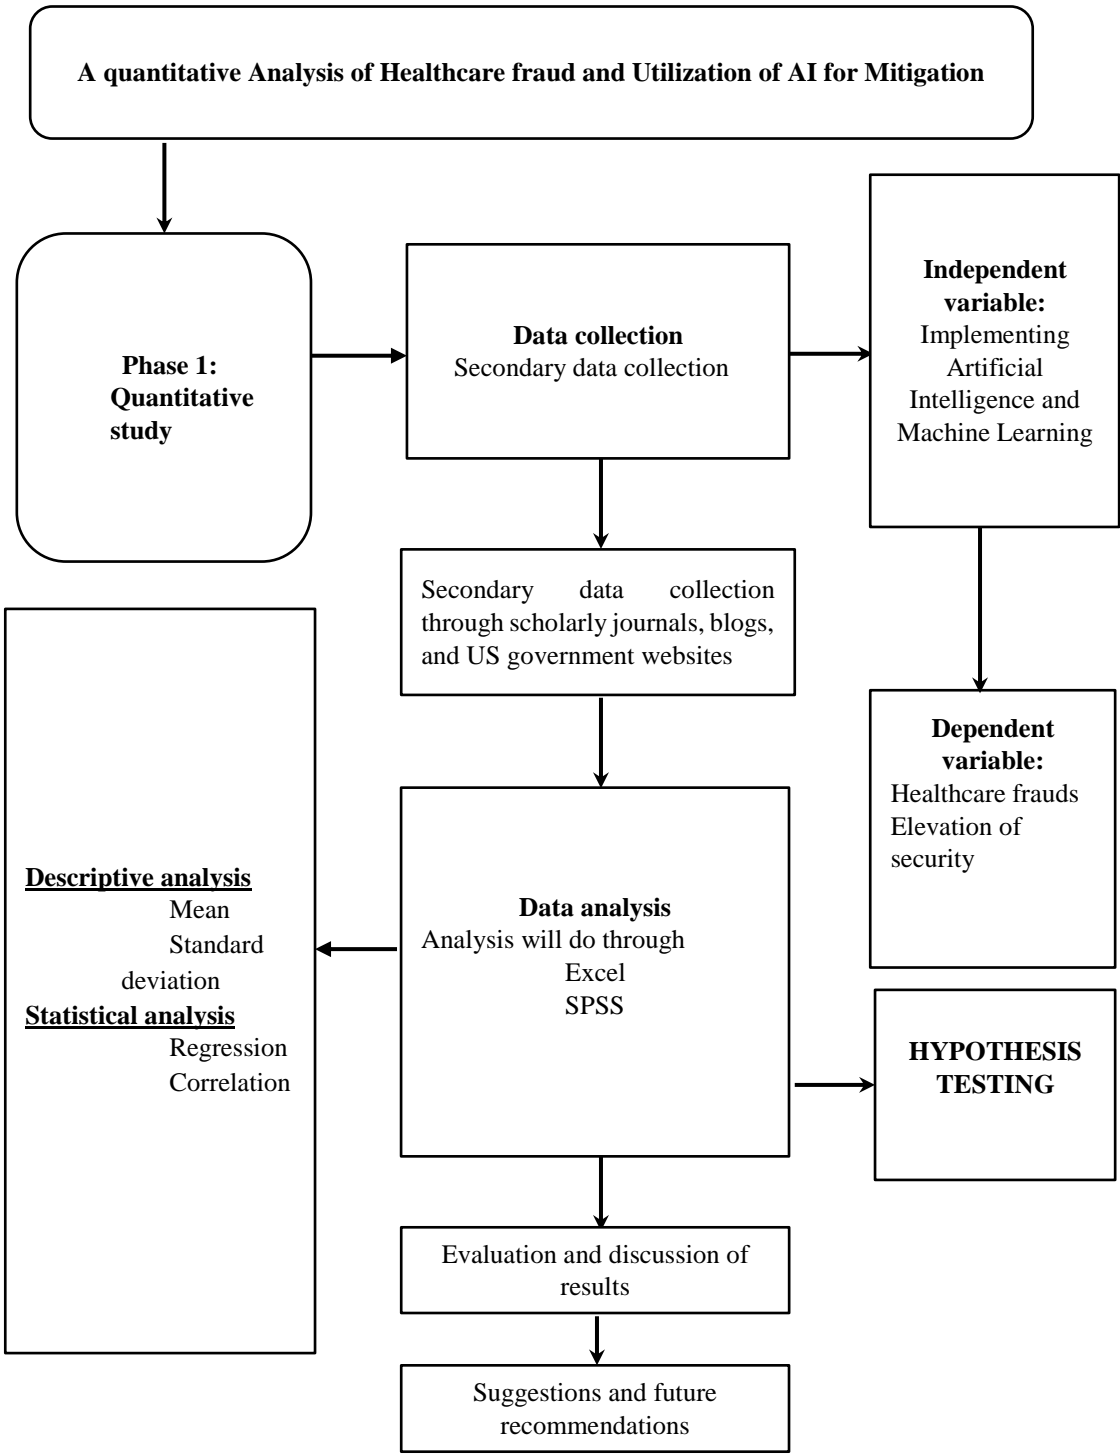 A quantitative Analysis of Healthcare fraud and Utilization of AI for Mitigation
Phase 1:
Quantitative
study
Data collection
Secondary data collection
Independent
variable:
Implementing
Artificial
Intelligence and
Machine Learning
Secondary data collection
through scholarly journals, blogs,
and US government websites
Dependent
variable:
Healthcare frauds
Elevation of
security
Data analysis
Analysis will do through
Excel
SPSS
Descriptive analysis
Mean
Standard
deviation
Statistical analysis
Regression
Correlation
HYPOTHESIS
TESTING
Evaluation and discussion of
results
Suggestions and future
recommendations